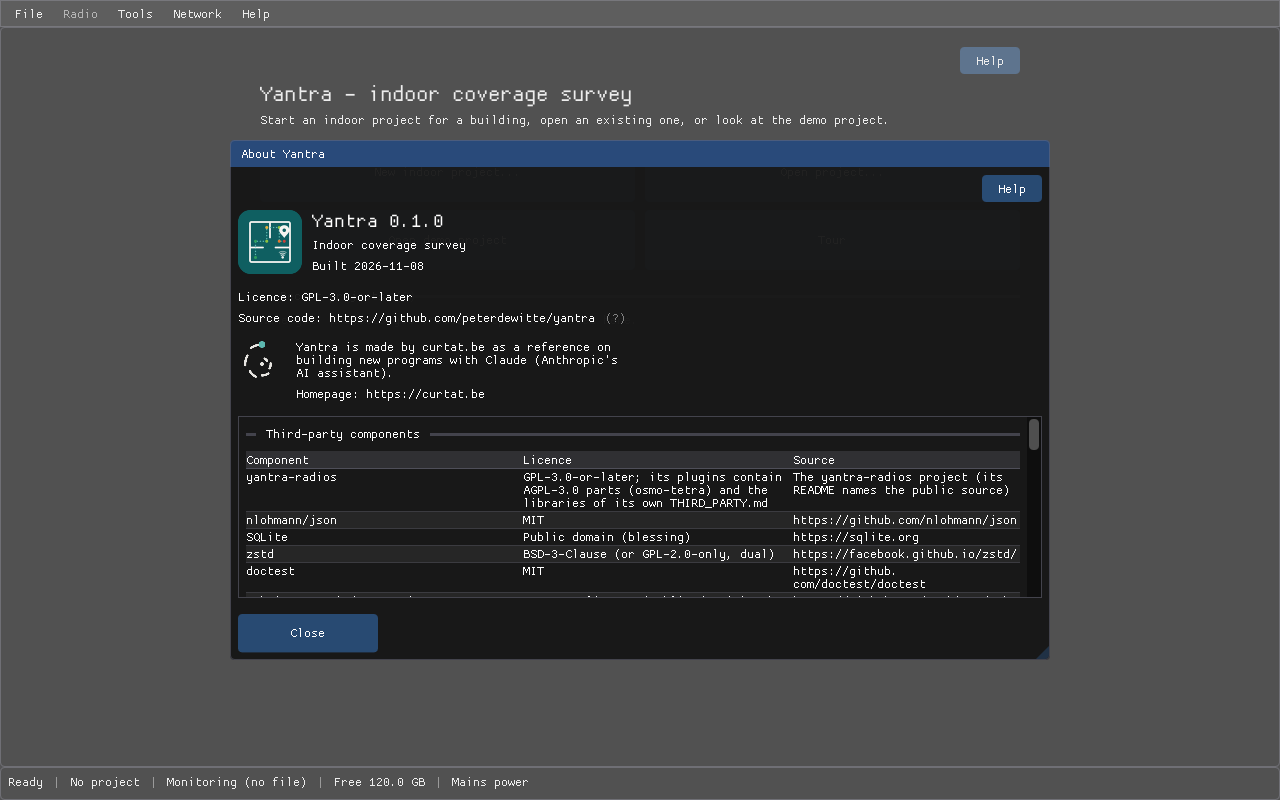 File Radio Tools Network Help
Help
Yantra - indoor coverage survey
Start an indoor project for a building, open an existing one, or look at the demo project.
About Yantra
New indoor project
Open project
Help
Yantra 0.1.0
Indoor coverage survey
Built 2026-11-08
Tour
Licence: GPL-3.0-or-later
Source code: https://github.com/peterdewitte/yantra (?)
Yantra is made by curtat.be as a reference on
building new programs with Claude (Anthropic's
AI assistant).
Homepage: https://curtat.be
Third-party components
Component Licence Source
yantra-radios GPL-3.0-or-later; its plugins contain The yantra-radios project (its
AGPL-3.0 parts (osmo-tetra) and the README names the public source)
libraries of its own THIRD_PARTY.md
nlohmann/json MIT https://github.com/nlohmann/json
SQLite Public domain (blessing) https://sqlite.org
zstd BSD-3-Clause (or GPL-2.0-only, dual) https://facebook.github.io/zstd/
doctest MIT https://github.
com/doctest/doctest
Close
Ready | No project | Monitoring (no file) | Free 120.0 GB | Mains power